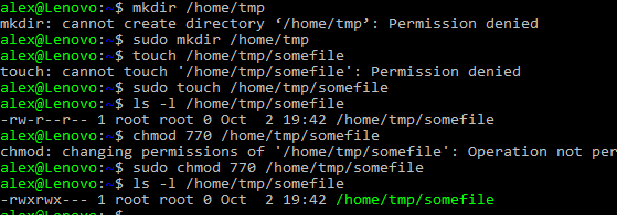 alex@Lenovo:~$ mkdir /home/tmp
mkdir: cannot create directory ‘/home/tmp’: Permission denied
alex@Lenovo:~$ sudo mkdir /home/tmp
alex@Lenovo:~$ touch /home/tmp/somefile
touch: cannot touch '/home/tmp/somefile': Permission denied
alex@Lenovo:~$ sudo touch /home/tmp/somefile
alex@Lenovo:~$ ls -l /home/tmp/somefile
-rw-r--r-- 1 root root 0 Oct  2 19:42 /home/tmp/somefile
alex@Lenovo:~$ chmod 770 /home/tmp/somefile
chmod: changing permissions of '/home/tmp/somefile': Operation not per
alex@Lenovo:~$ sudo chmod 770 /home/tmp/somefile
alex@Lenovo:~$ ls -l /home/tmp/somefile
-rwxrwx--- 1 root root 0 Oct  2 19:42 /home/tmp/somefile
alex@Lenovo:~$